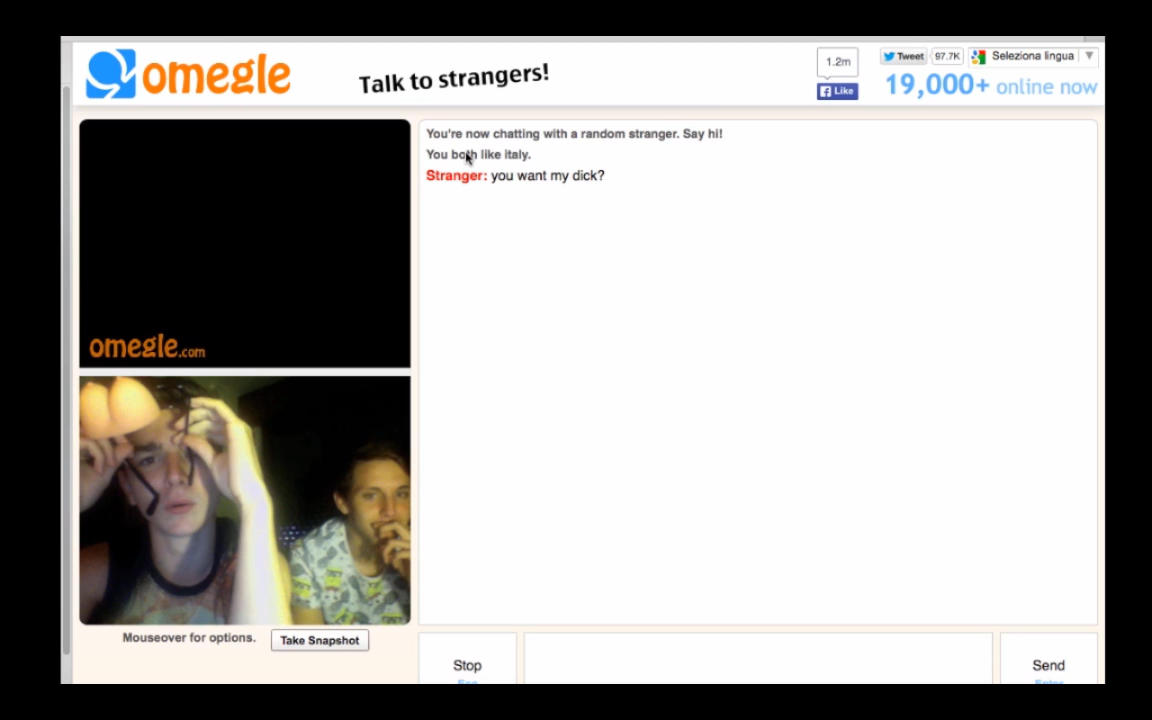 omegle
Talk to strangers!
1.2m
Like
Tweet
97.7K
Seleziona lingua
19,000+ online now
omegle.com
You're now chatting with a random stranger. Say hi!
You both like italy.
Stranger: you want my dick?
Mouseover for options.
Take Snapshot
Stop
Send